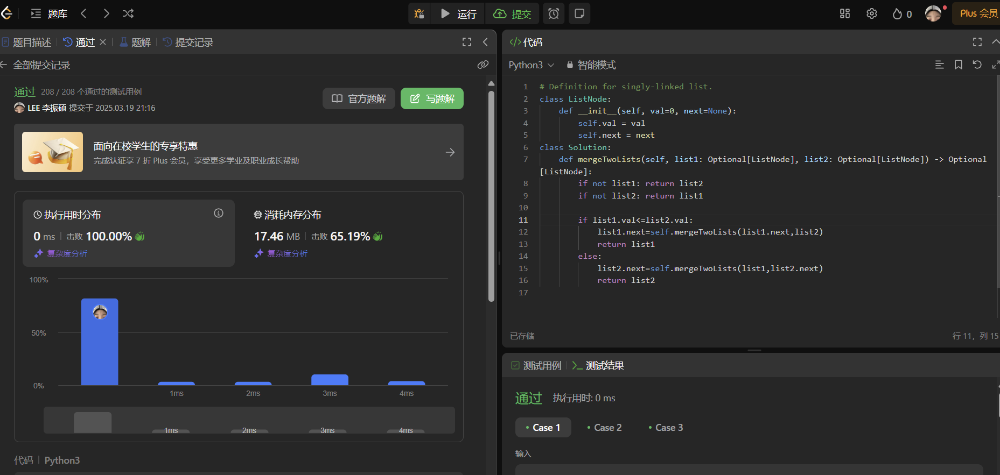 题库
运行
提交
0
Plus 会员
题目描述
通过
题解
提交记录
全部提交记录
通过 208 / 208 个通过的测试用例
LEE 李振硕 提交于 2025.03.19 21:16
官方题解
写题解
面向在校学生的专享特惠
完成认证享 7 折 Plus 会员，享受更多学业及职业成长帮助
执行用时分布
0 ms 击败 100.00%
复杂度分析
消耗内存分布
17.46 MB 击败 65.19%
复杂度分析
100%
50%
0%
1ms 2ms 3ms 4ms
1ms 2ms 3ms 4ms
代码 Python3
</>代码
Python3 智能模式
1 # Definition for singly-linked list.
2 class ListNode:
3     def __init__(self, val=0, next=None):
4         self.val = val
5         self.next = next
6 class Solution:
7     def mergeTwoLists(self, list1: Optional[ListNode], list2: Optional[ListNode]) -> Optional
[ListNode]:
8         if not list1: return list2
9         if not list2: return list1
10
11         if list1.val<=list2.val:
12             list1.next=self.mergeTwoLists(list1.next,list2)
13             return list1
14         else:
15             list2.next=self.mergeTwoLists(list1,list2.next)
16             return list2
17
已存储
行 11，列 15
测试用例
测试结果
通过 执行用时: 0 ms
Case 1
Case 2
Case 3
输入